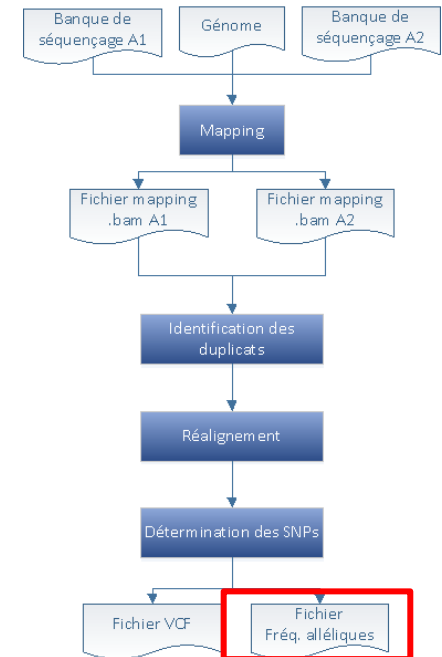 Banque de
séquençage A1
Génome
Banque de
séquençage A2
Mapping
Fichier mapping
.bam A1
Fichier mapping
.bam A2
Identification des
duplicats
Réalignement
Détermination des SNPs
Fichier VCF
Fichier
Fréq. alléliques